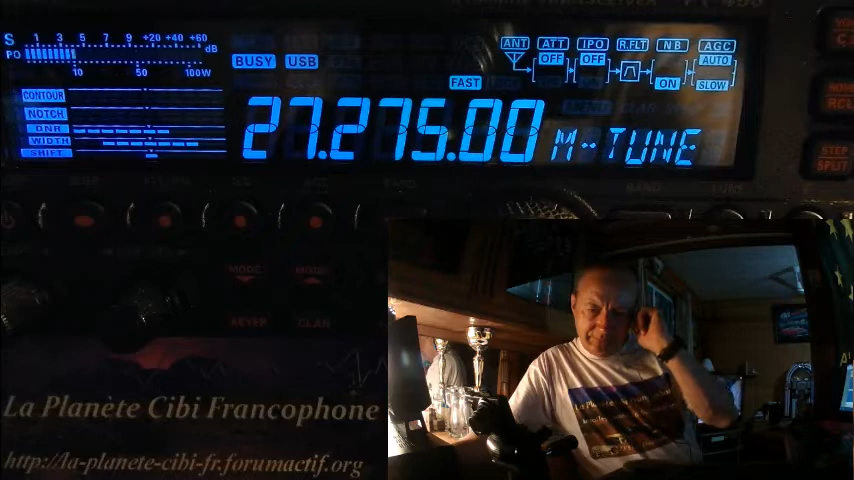 S 1 3 5 7 9 +20 +40 +60 dB
PO 10 50 100W
BUSY USB
ANT ATT IPO R.FLT NB AGC
OFF OFF AUTO
ON SLOW
FAST
CONTOUR
NOTCH
DNR
WIDTH
SHIFT
27.275.00 M-TUNE
RCL
STEP
SPLIT
BAND
MODE MODE
KEYER CLAR
La Planète Cibi Francophone
http://la-planete-cibi-fr.forumactif.org